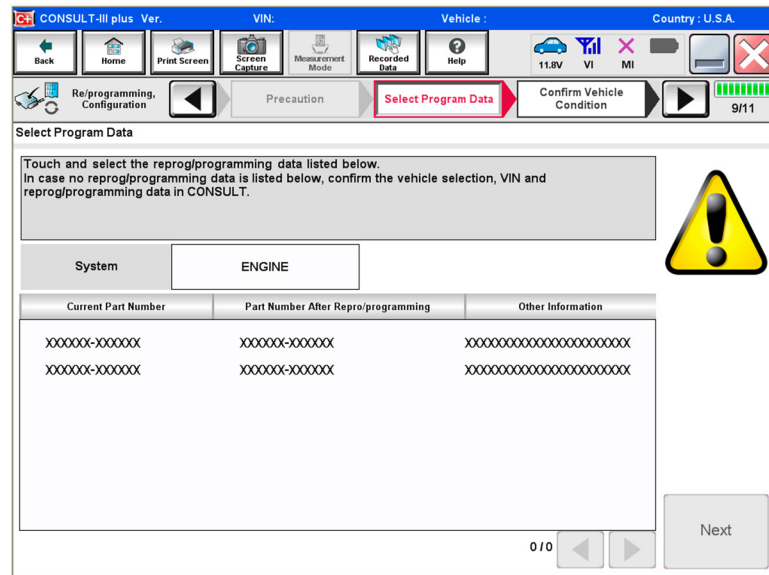 CONSULT-III plus Ver. VIN: Vehicle : Country : U.S.A.
Back
Home
Print Screen
Screen
Capture
Measurement
Mode
Recorded
Data
Help
11.8V
VI
MI
Re/programming,
Configuration
Precaution
Select Program Data
Confirm Vehicle
Condition
9/11
Select Program Data
Touch and select the reprog/programming data listed below.
In case no reprog/programming data is listed below, confirm the vehicle selection, VIN and
reprog/programming data in CONSULT.
System ENGINE
Current Part Number Part Number After Repro/programming Other Information
XXXXXX-XXXXXX XXXXXX-XXXXXX XXXXXXXXXXXXXXXXXXXXXX
XXXXXX-XXXXXX XXXXXX-XXXXXX XXXXXXXXXXXXXXXXXXXXXX
Next
0/0